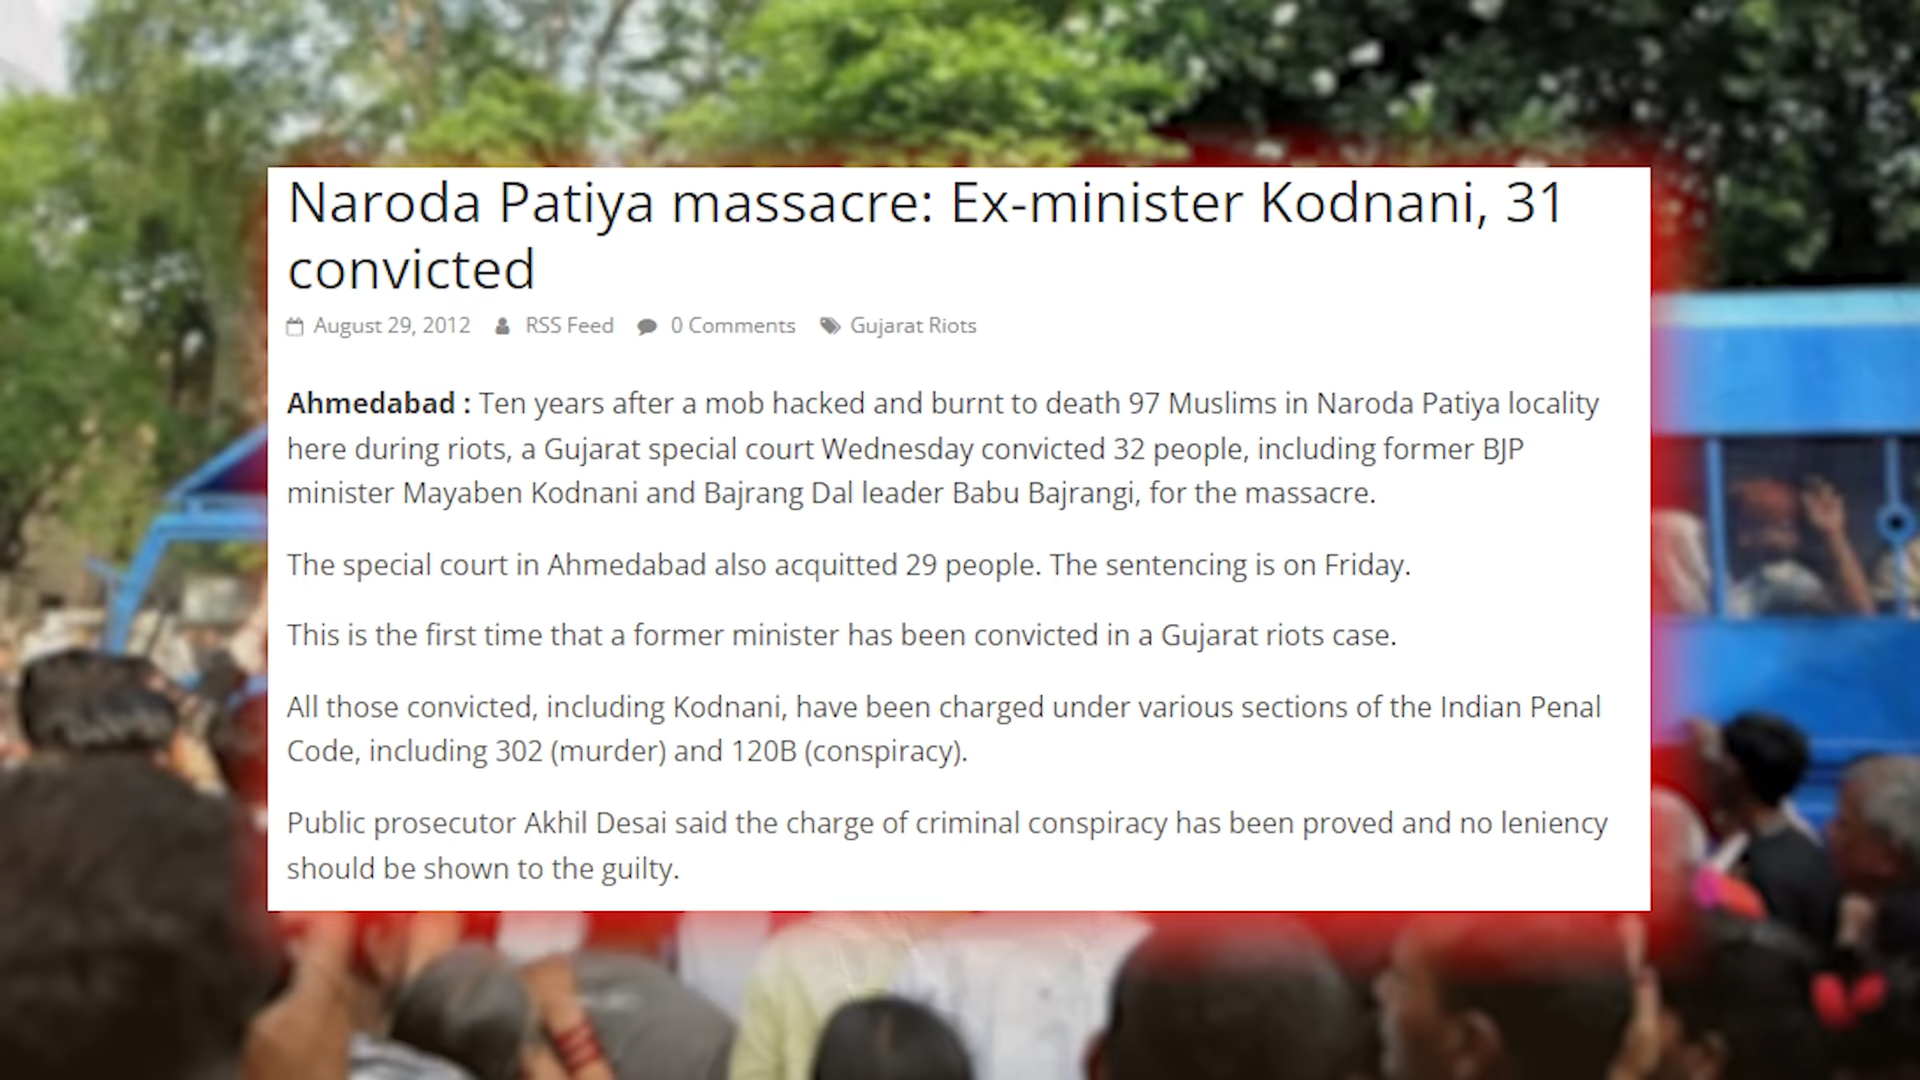 Naroda Patiya massacre: Ex-minister Kodnani, 31
convicted
August 29, 2012 RSS Feed 0 Comments Gujarat Riots
Ahmedabad : Ten years after a mob hacked and burnt to death 97 Muslims in Naroda Patiya locality
here during riots, a Gujarat special court Wednesday convicted 32 people, including former BJP
minister Mayaben Kodnani and Bajrang Dal leader Babu Bajrangi, for the massacre.
The special court in Ahmedabad also acquitted 29 people. The sentencing is on Friday.
This is the first time that a former minister has been convicted in a Gujarat riots case.
All those convicted, including Kodnani, have been charged under various sections of the Indian Penal
Code, including 302 (murder) and 120B (conspiracy).
Public prosecutor Akhil Desai said the charge of criminal conspiracy has been proved and no leniency
should be shown to the guilty.